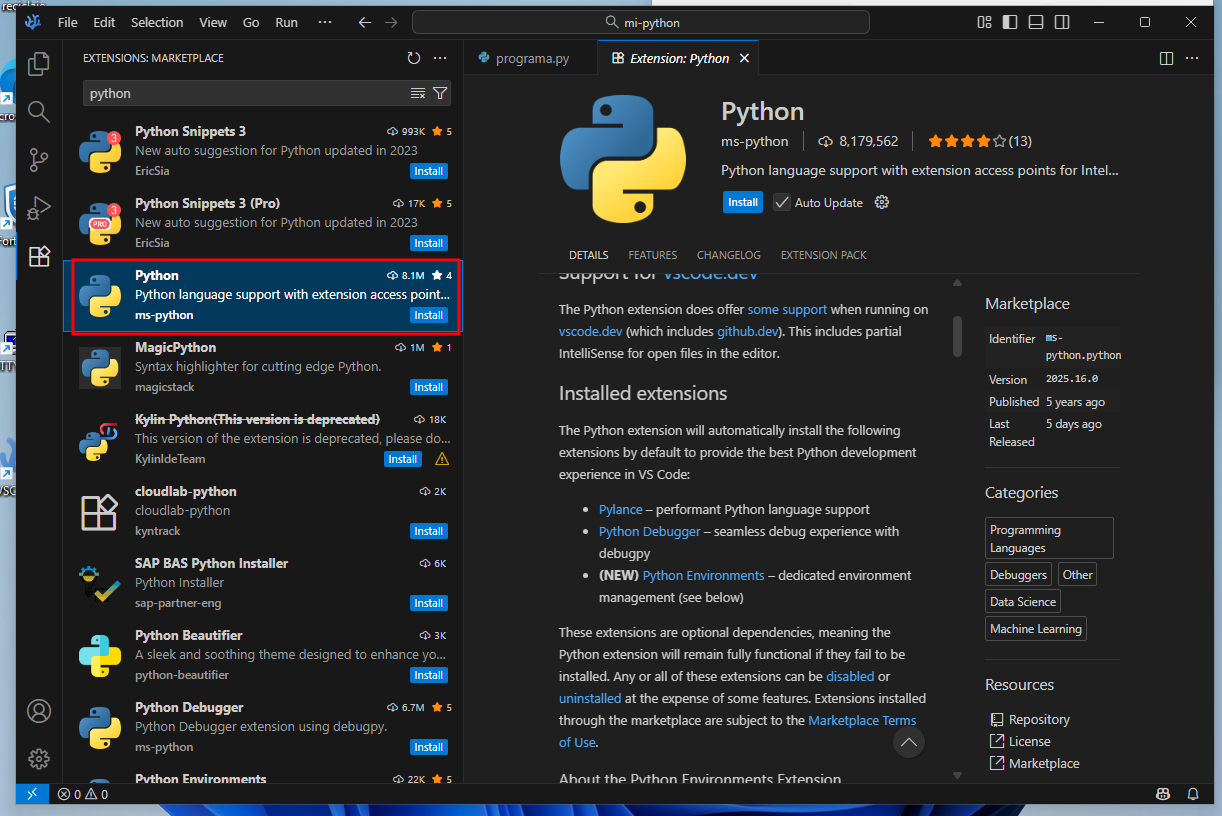 reciclaje
File Edit Selection View Go Run ··· mi-python
EXTENSIONS: MARKETPLACE
programa.py
Extension: Python
python
Python Snippets 3 993K 5
New auto suggestion for Python updated in 2023
EricSia Install
Python Snippets 3 (Pro) 17K 5
New auto suggestion for Python updated in 2023
EricSia Install
Python 8.1M 4
Python language support with extension access point...
ms-python Install
MagicPython 1M 1
Syntax highlighter for cutting edge Python.
magicstack Install
Kylin Python(This version is deprecated) 18K
This version of the extension is deprecated, please do...
KylinIdeTeam Install
cloudlab-python 2K
cloudlab-python
kyntrack Install
SAP BAS Python Installer 6K
Python Installer
sap-partner-eng Install
Python Beautifier 3K
A sleek and soothing theme designed to enhance yo...
python-beautifier Install
Python Debugger 6.7M 5
Python Debugger extension using debugpy.
ms-python Install
Python Environments 22K 5
3
3
PRO
Python
ms-python 8,179,562 (13)
Python language support with extension access points for Intel...
Install Auto Update
DETAILS FEATURES CHANGELOG EXTENSION PACK
Support for vscode.dev
The Python extension does offer some support when running on
vscode.dev (which includes github.dev). This includes partial
IntelliSense for open files in the editor.
Installed extensions
The Python extension will automatically install the following
extensions by default to provide the best Python development
experience in VS Code:
• Pylance – performant Python language support
• Python Debugger – seamless debug experience with
debugpy
• (NEW) Python Environments – dedicated environment
management (see below)
These extensions are optional dependencies, meaning the
Python extension will remain fully functional if they fail to be
installed. Any or all of these extensions can be disabled or
uninstalled at the expense of some features. Extensions installed
through the marketplace are subject to the Marketplace Terms
of Use.
About the Python Environments Extension
Marketplace
Identifier ms-
python.python
Version 2025.16.0
Published 5 years ago
Last 5 days ago
Released
Categories
Programming
Languages
Debuggers Other
Data Science
Machine Learning
Resources
Repository
License
Marketplace
0 0